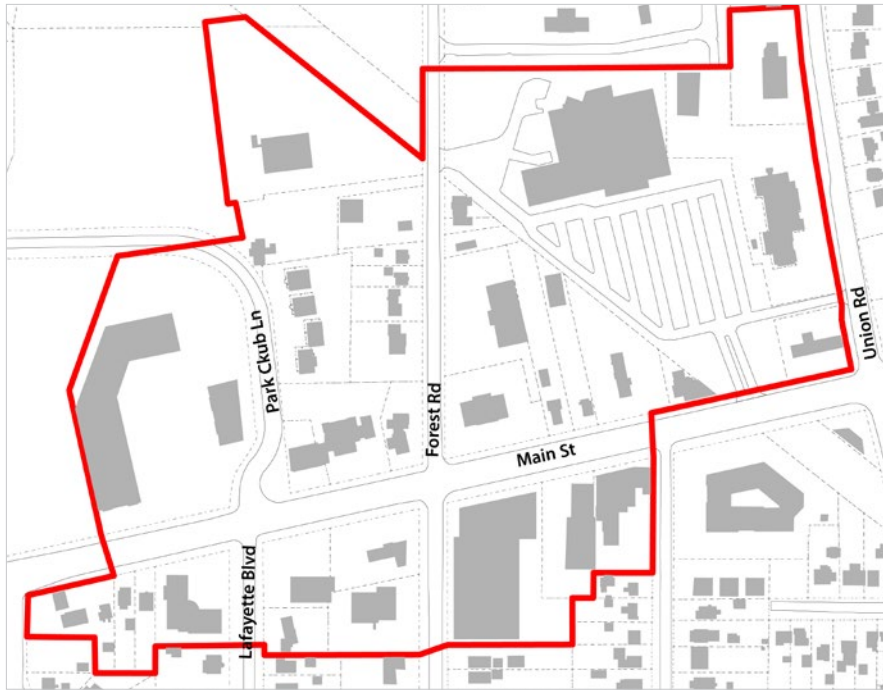 Park Ckub Ln
Forest Rd
Main St
Union Rd
Lafayette Blvd